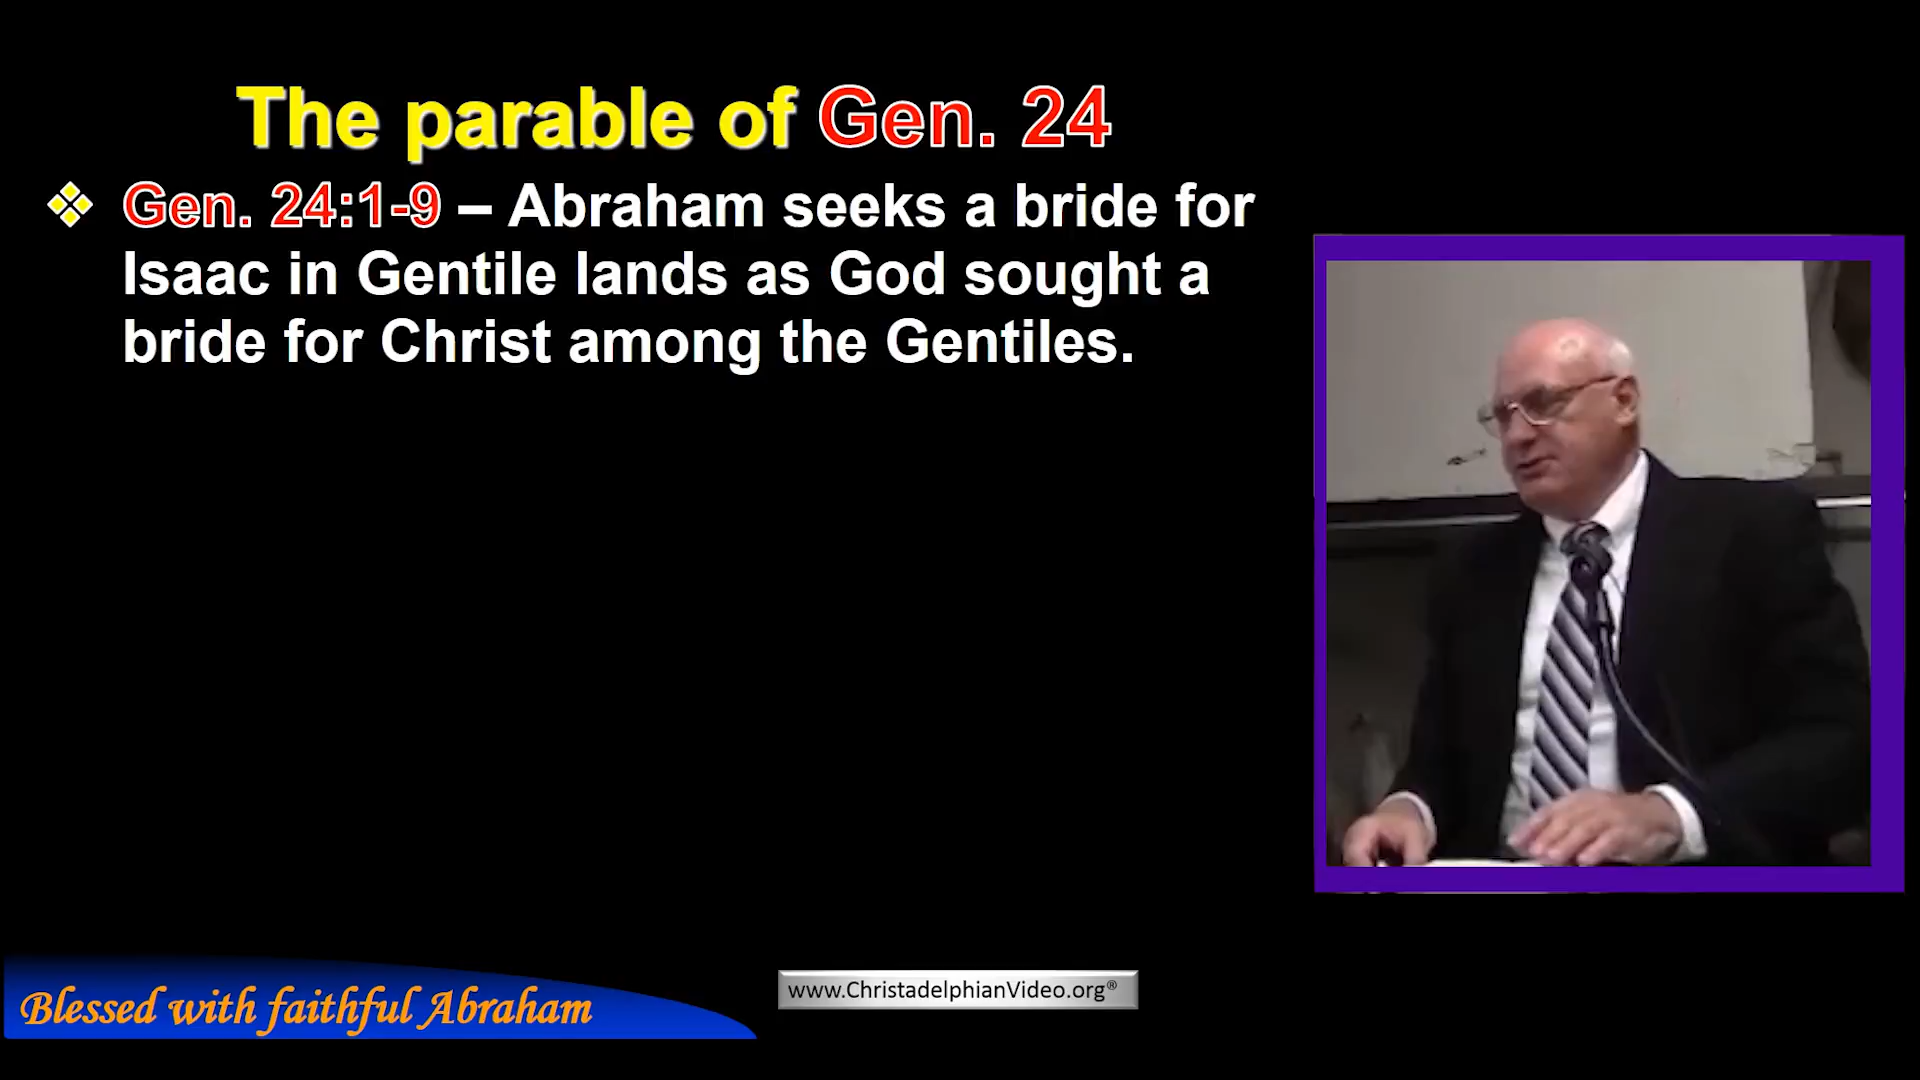 The parable of Gen. 24
Gen. 24:1-9 – Abraham seeks a bride for
Isaac in Gentile lands as God sought a
bride for Christ among the Gentiles.
Blessed with faithful Abraham
www.ChristadelphianVideo.org®